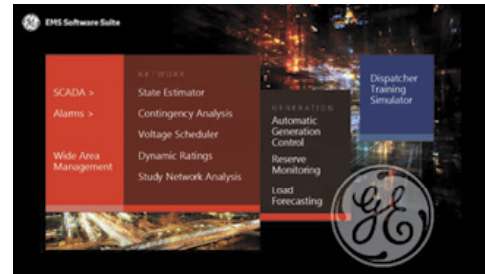 EMS Software Suite
SCADA >
Alarms >
Wide Area
Management
NETWORK
State Estimator
Contingency Analysis
Voltage Scheduler
Dynamic Ratings
Study Network Analysis
GENERATION
Automatic
Generation
Control
Reserve
Monitoring
Load
Forecasting
Dispatcher
Training
Simulator
GE